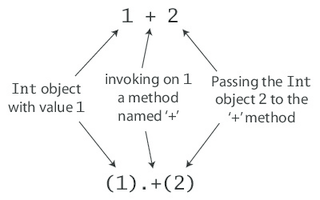 1 + 2
Int object
with value 1
invoking on 1
a method
named '+'
Passing the Int
object 2 to the
'+' method
(1).+(2)